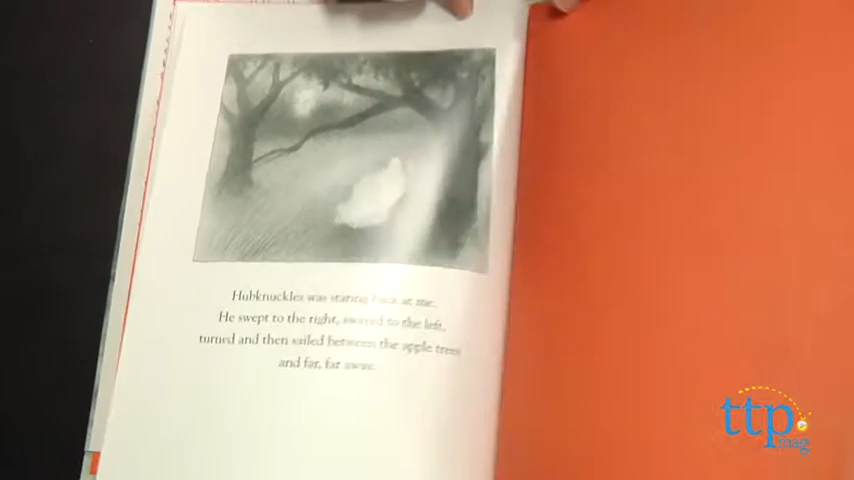 Hubknuckles was staring back at me.
He swept to the right, swayed to the left,
turned and then sailed between the apple trees
and far, far away.
ttp
mag